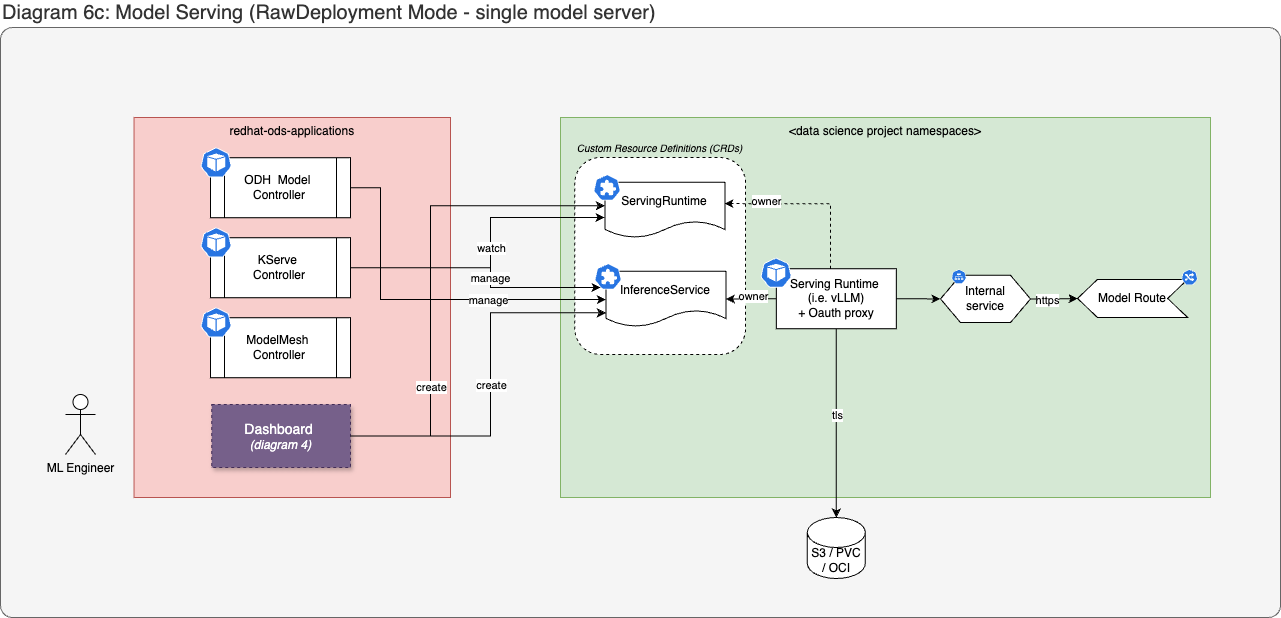 Diagram 6c: Model Serving (RawDeployment Mode - single model server)
redhat-ods-applications
ODH Model
Controller
KServe
Controller
ModelMesh
Controller
Dashboard
(diagram 4)
ML Engineer
create
create
watch
manage
manage
<data science project namespaces>
Custom Resource Definitions (CRDs)
ServingRuntime
InferenceService
owner
owner
Serving Runtime
(i.e. vLLM)
+ Oauth proxy
Internal
service
https
Model Route
tls
S3 / PVC
/ OCI